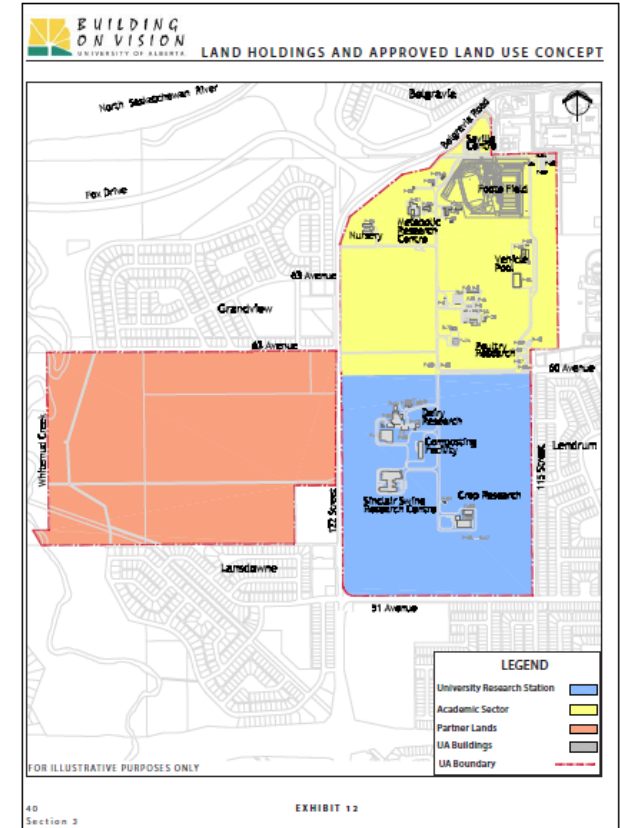 BUILDING
ON VISION
UNIVERSITY OF ALBERTA
LAND HOLDINGS AND APPROVED LAND USE CONCEPT
North Saskatchewan River
Belgravia
Belgravia Road
Saville
Centre
Fox Drive
Foote Field
Metabolic
Research
Centre
Nursery
Vehicle
Pool
63 Avenue
Grandview
63 Avenue
Poultry
Research
60 Avenue
Whitemud Creek
Dairy
Research
Composting
Facility
Lendrum
115 Street
122 Street
Sinclair Swine
Research Centre
Crop Research
Lansdowne
51 Avenue
LEGEND
University Research Station
Academic Sector
Partner Lands
UA Buildings
UA Boundary
FOR ILLUSTRATIVE PURPOSES ONLY
40
EXHIBIT 12
Section 3